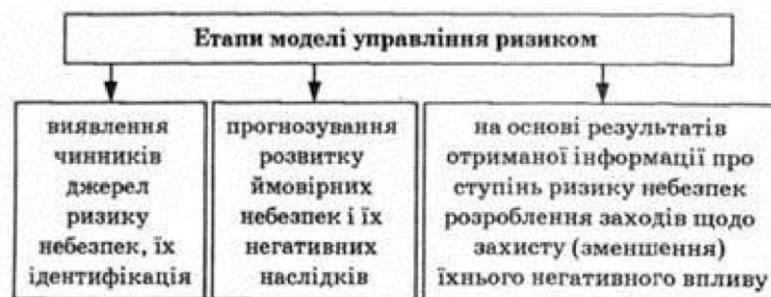 Етапи моделі управління ризиком
виявлення
чинників
джерел
ризику
небезпек, їх
ідентифікація
прогнозування
розвитку
ймовірних
небезпек і їх
негативних
наслідків
на основі результатів
отриманої інформації про
ступінь ризику небезпек
розроблення заходів щодо
захисту (зменшення)
їхнього негативного впливу